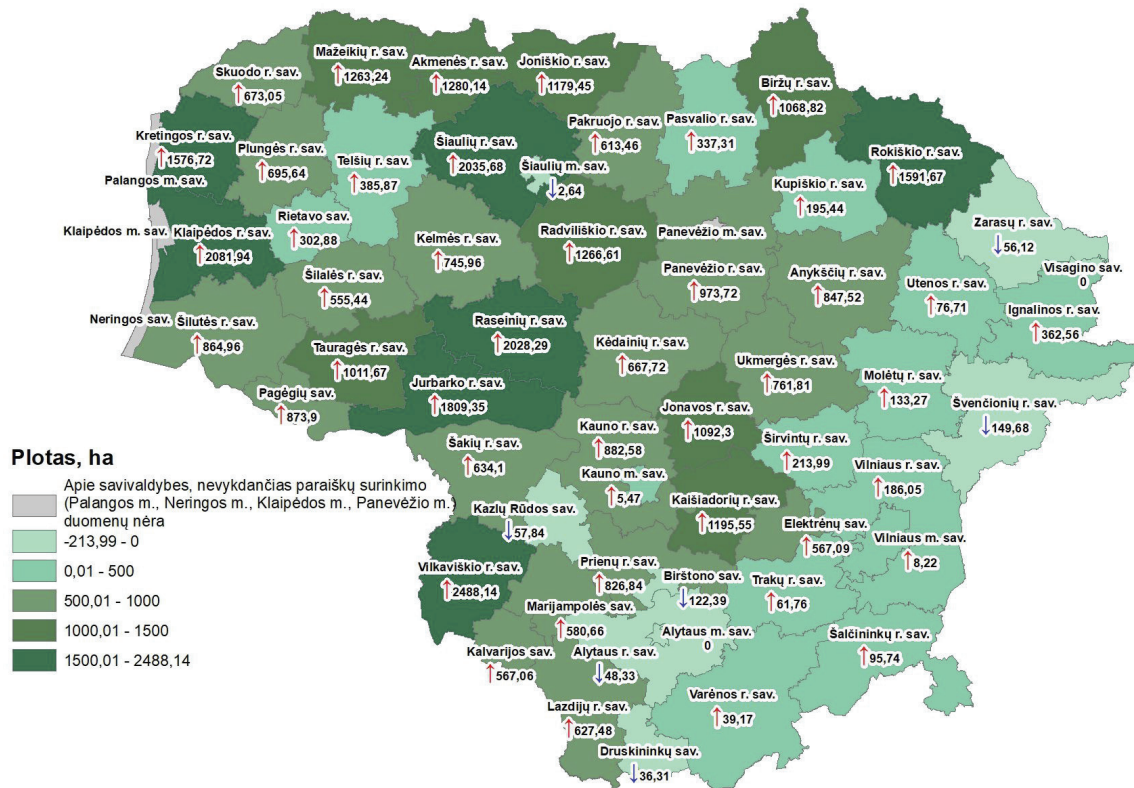 Mažeikių r. sav.
↑1263,24
Akmenės r. sav.
↑1280,14
Joniškio r. sav.
↑1179,45
Skuodo r. sav.
↑673,05
Biržų r. sav.
↑1068,82
Kretingos r. sav.
↑1576,72
Plungės r. sav.
↑695,64
Telšių r. sav.
↑385,87
Šiaulių r. sav.
↑2035,68
Šiaulių m. sav.
↓2,64
Pakruojo r. sav.
↑613,46
Pasvalio r. sav.
↑337,31
Rokiškio r. sav.
↑1591,67
Palangos m. sav.
Kupiškio r. sav.
↑195,44
Klaipėdos m. sav.
Klaipėdos r. sav.
↑2081,94
Rietavo sav.
↑302,88
Kelmės r. sav.
↑745,96
Radviliškio r. sav.
↑1266,61
Panevėžio m. sav.
Zarasų r. sav.
↓56,12
Šilalės r. sav.
↑555,44
Panevėžio r. sav.
↑973,72
Anykščių r. sav.
↑847,52
Utenos r. sav.
↑76,71
Visagino sav.
0
Ignalinos r. sav.
↑362,56
Neringos sav.
Šilutės r. sav.
↑864,96
Raseinių r. sav.
↑2028,29
Tauragės r. sav.
↑1011,67
Kėdainių r. sav.
↑667,72
Ukmergės r. sav.
↑761,81
Molėtų r. sav.
↑133,27
Pagėgių sav.
↑873,9
Jurbarko r. sav.
↑1809,35
Švenčionių r. sav.
↓149,68
Jonavos r. sav.
↑1092,3
Šakių r. sav.
↑634,1
Kauno r. sav.
↑882,58
Širvintų r. sav.
↑213,99
Vilniaus r. sav.
↑186,05
Kauno m. sav.
↑5,47
Kazlų Rūdos sav.
↓57,84
Kaišiadorių r. sav.
↑1195,55
Elektrėnų sav.
↑567,09
Vilniaus m. sav.
↑8,22
Vilkaviškio r. sav.
↑2488,14
Prienų r. sav.
↑826,84
Birštono sav.
↓122,39
Trakų r. sav.
↑61,76
Marijampolės sav.
↑580,66
Alytaus m. sav.
0
Šalčininkų r. sav.
↑95,74
Kalvarijos sav.
↑567,06
Alytaus r. sav.
↓48,33
Varėnos r. sav.
↑39,17
Lazdijų r. sav.
↑627,48
Druskininkų sav.
↓36,31
Plotas, ha
Apie savivaldybes, nevykdančias paraiškų surinkimo
(Palangos m., Neringos m., Klaipėdos m., Panevėžio m.)
duomenų nėra
-213,99 - 0
0,01 - 500
500,01 - 1000
1000,01 - 1500
1500,01 - 2488,14